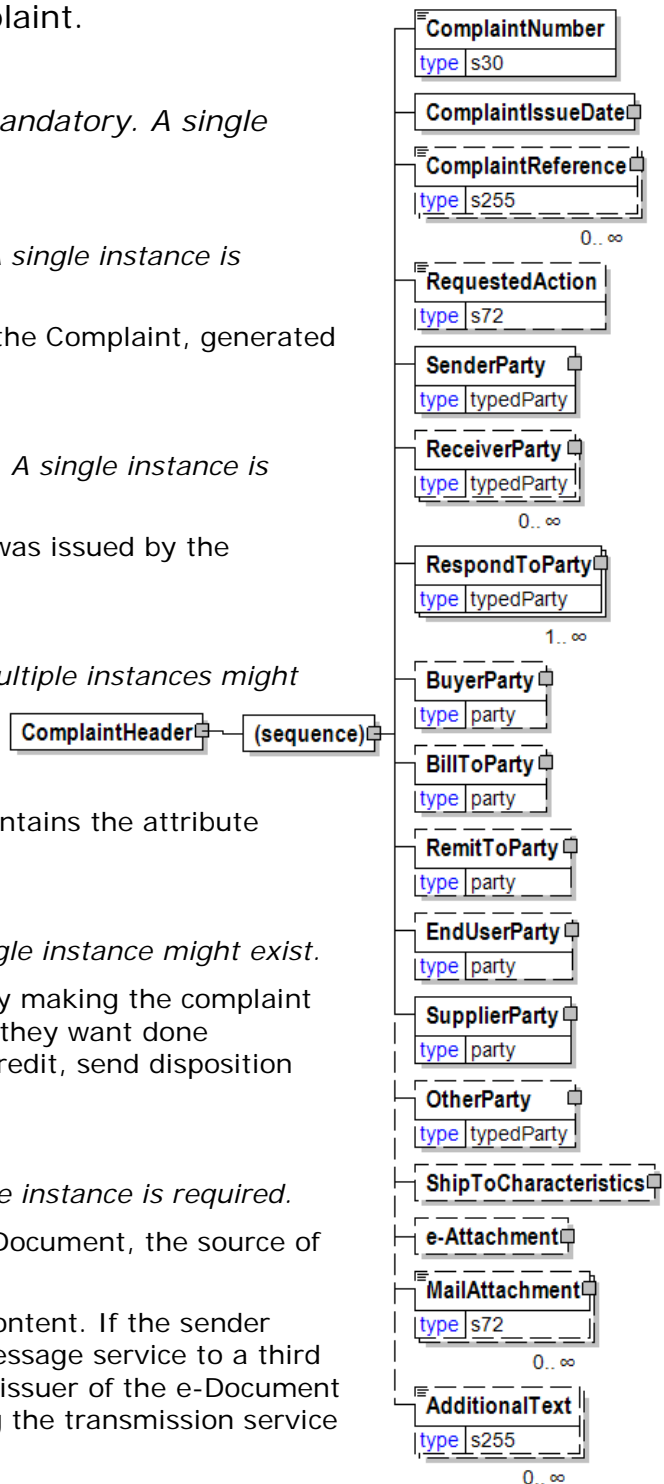 plaint.
andatory. A single
A single instance is
the Complaint, generated
A single instance is
was issued by the
ultiple instances might
ntains the attribute
gle instance might exist.
y making the complaint
they want done
redit, send disposition
e instance is required.
Document, the source of
ontent. If the sender
essage service to a third
issuer of the e-Document
g the transmission service
ComplaintHeader
(sequence)
ComplaintNumber
type s30
ComplaintIssueDate
ComplaintReference
type s255
0.. ∞
RequestedAction
type s72
SenderParty
type typedParty
ReceiverParty
type typedParty
0.. ∞
RespondToParty
type typedParty
1.. ∞
BuyerParty
type party
BillToParty
type party
RemitToParty
type party
EndUserParty
type party
SupplierParty
type party
OtherParty
type typedParty
ShipToCharacteristics
e-Attachment
MailAttachment
type s72
0.. ∞
AdditionalText
type s255
0.. ∞